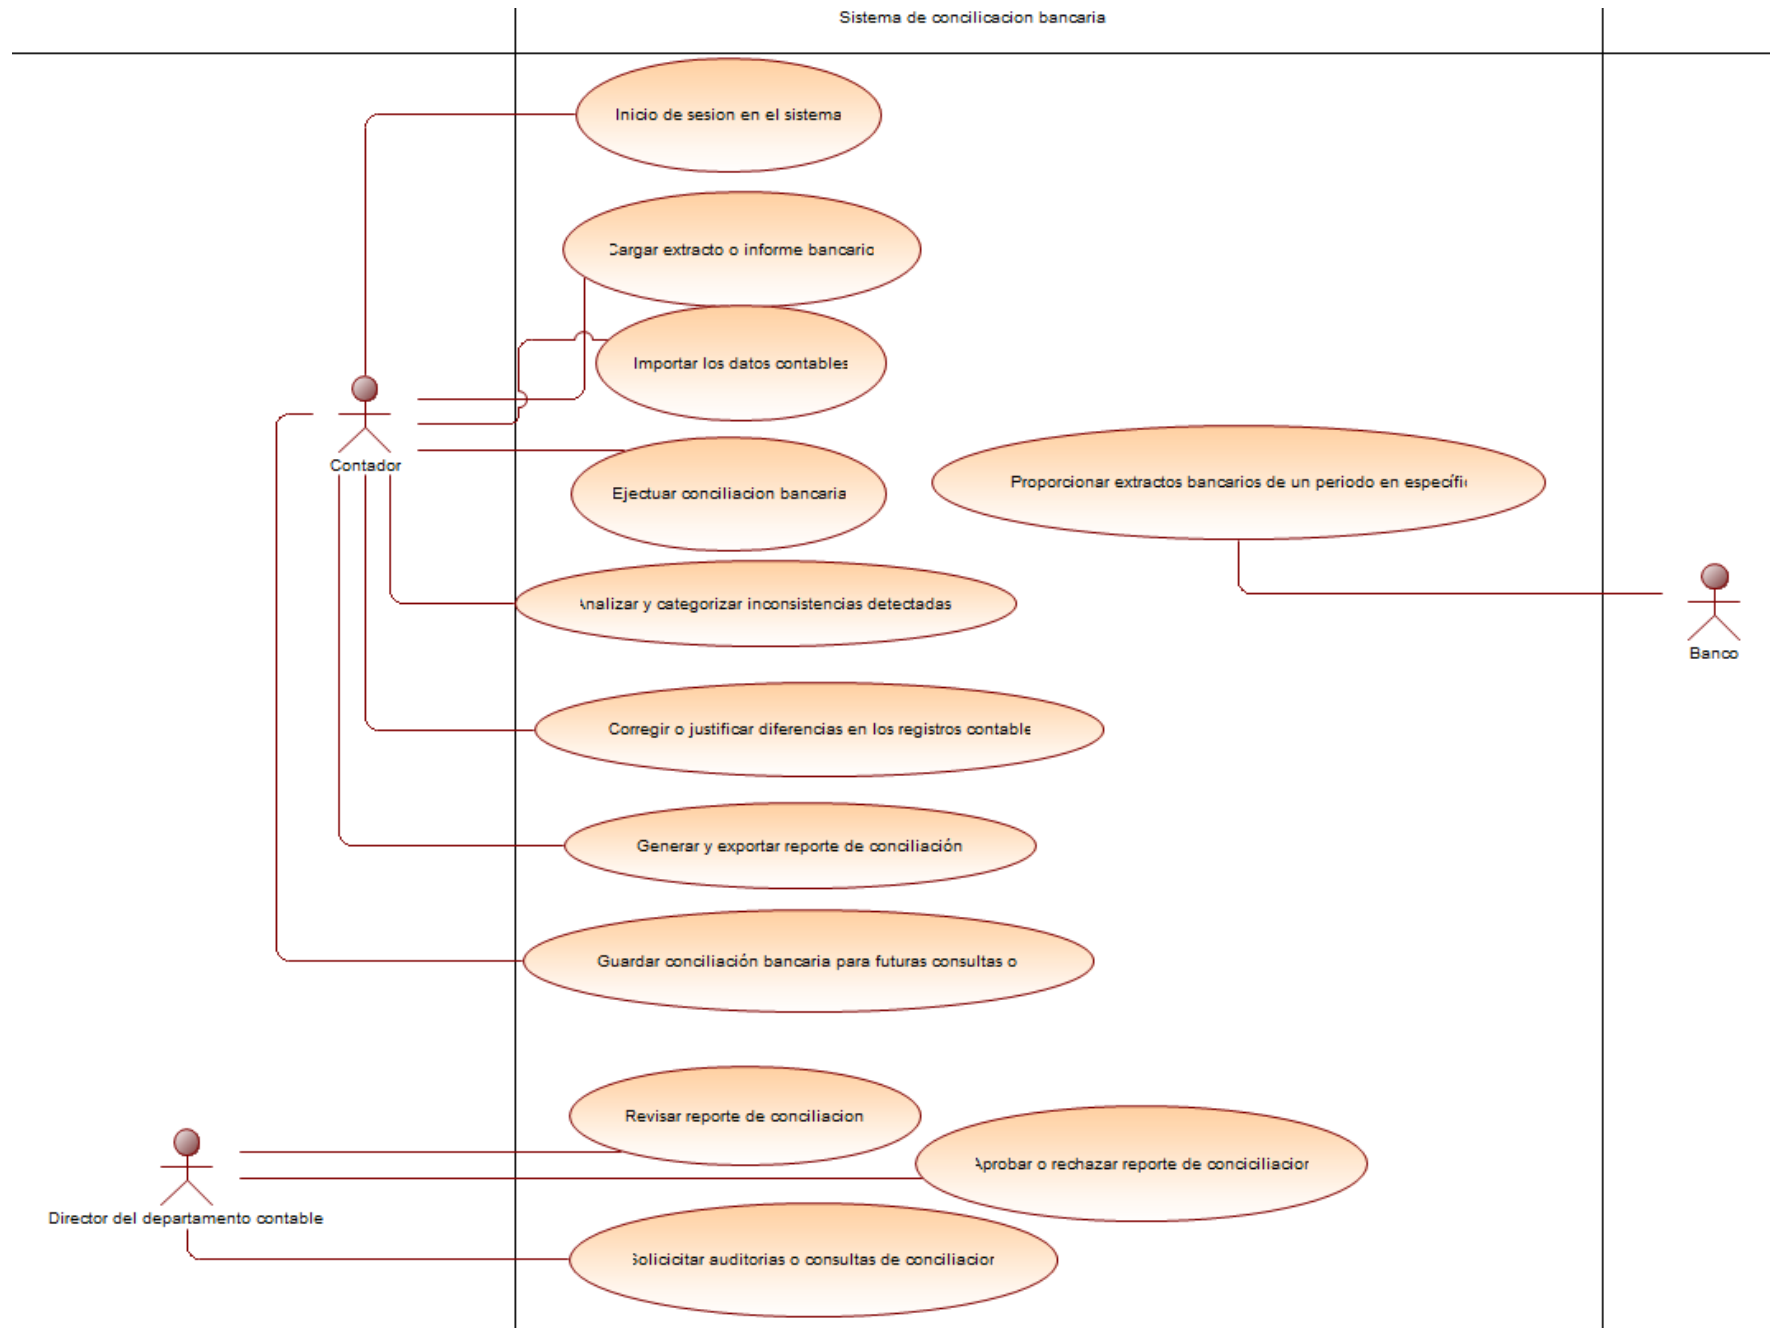 Sistema de concilicacion bancaria
Inicio de sesion en el sistema
Cargar extracto o informe bancario
Importar los datos contables
Contador
Ejectuar conciliacion bancaria
Proporcionar extractos bancarios de un periodo en específi
Analizar y categorizar inconsistencias detectadas
Banco
Corregir o justificar diferencias en los registros contable
Generar y exportar reporte de conciliación
Guardar conciliación bancaria para futuras consultas o
Revisar reporte de conciliacion
Aprobar o rechazar reporte de conciciliacion
Director del departamento contable
Solicicitar auditorias o consultas de conciliacion